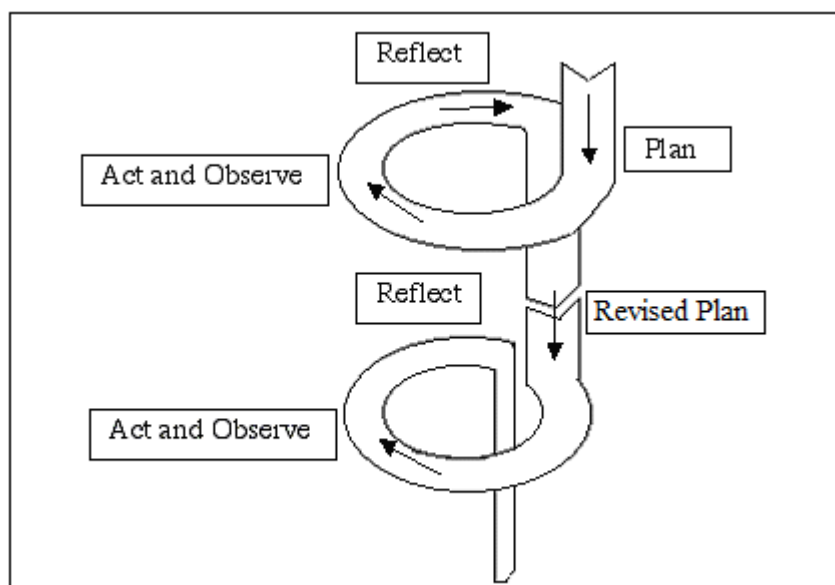 Reflect
Plan
Act and Observe
Reflect
Revised Plan
Act and Observe